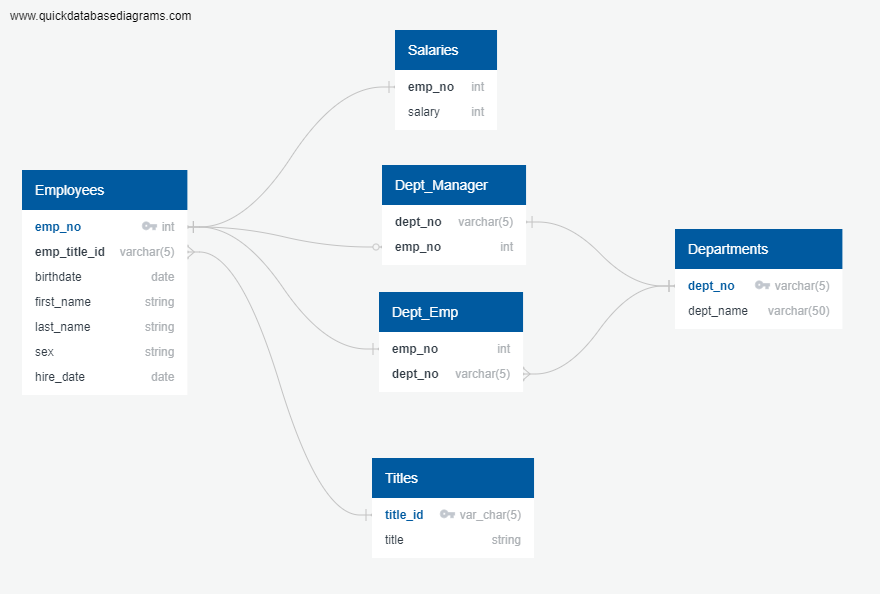 www.quickdatabasediagrams.com
Salaries
emp_no int
salary int
Employees
emp_no int
emp_title_id varchar(5)
birthdate date
first_name string
last_name string
sex string
hire_date date
Dept_Manager
dept_no varchar(5)
emp_no int
Departments
dept_no varchar(5)
dept_name varchar(50)
Dept_Emp
emp_no int
dept_no varchar(5)
Titles
title_id var_char(5)
title string